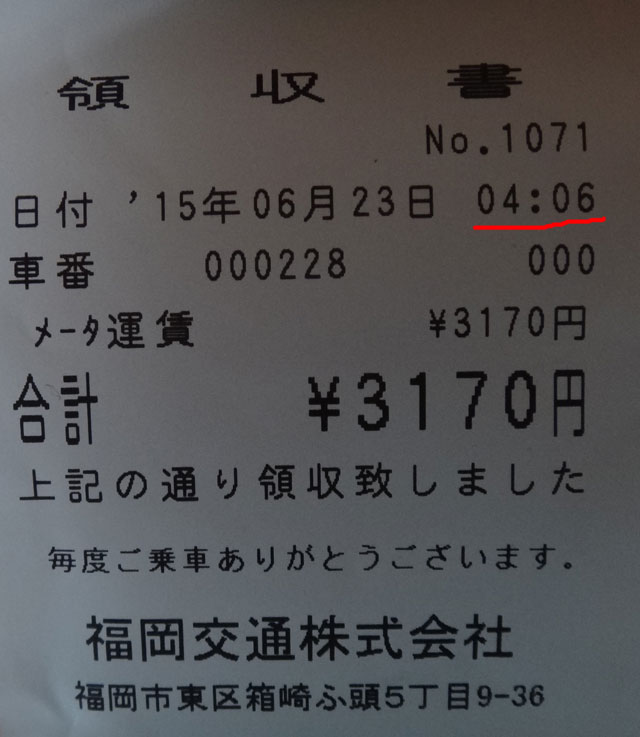 領収書
No.1071
日付 '15年06月23日 04:06
車番 000228 000
メータ運賃 ¥3170円
合計 ¥3170円
上記の通り領収致しました
毎度ご乗車ありがとうございます。
福岡交通株式会社
福岡市東区箱崎ふ頭5丁目9-36